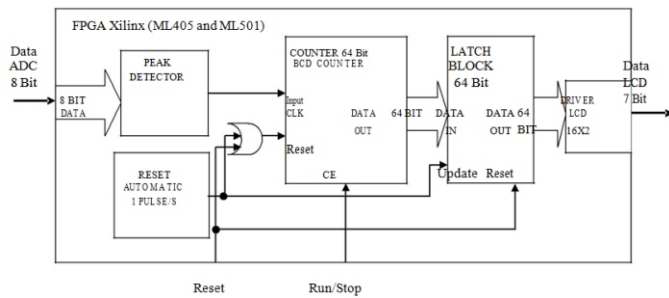 FPGA Xilinx (ML405 and ML501)
Data
ADC
8 Bit
8 BIT
DATA
PEAK
DETECTOR
COUNTER 64 Bit
BCD COUNTER
Input
CLK
DATA
OUT
Reset
CE
64 BIT
LATCH
BLOCK
64 Bit
DATA
IN
DATA 64
OUT BIT
Update Reset
DRIVER
LCD
16X2
Data
LCD
7 Bit
RESET
AUTOMATIC
1 PULSE/S
Reset
Run/Stop